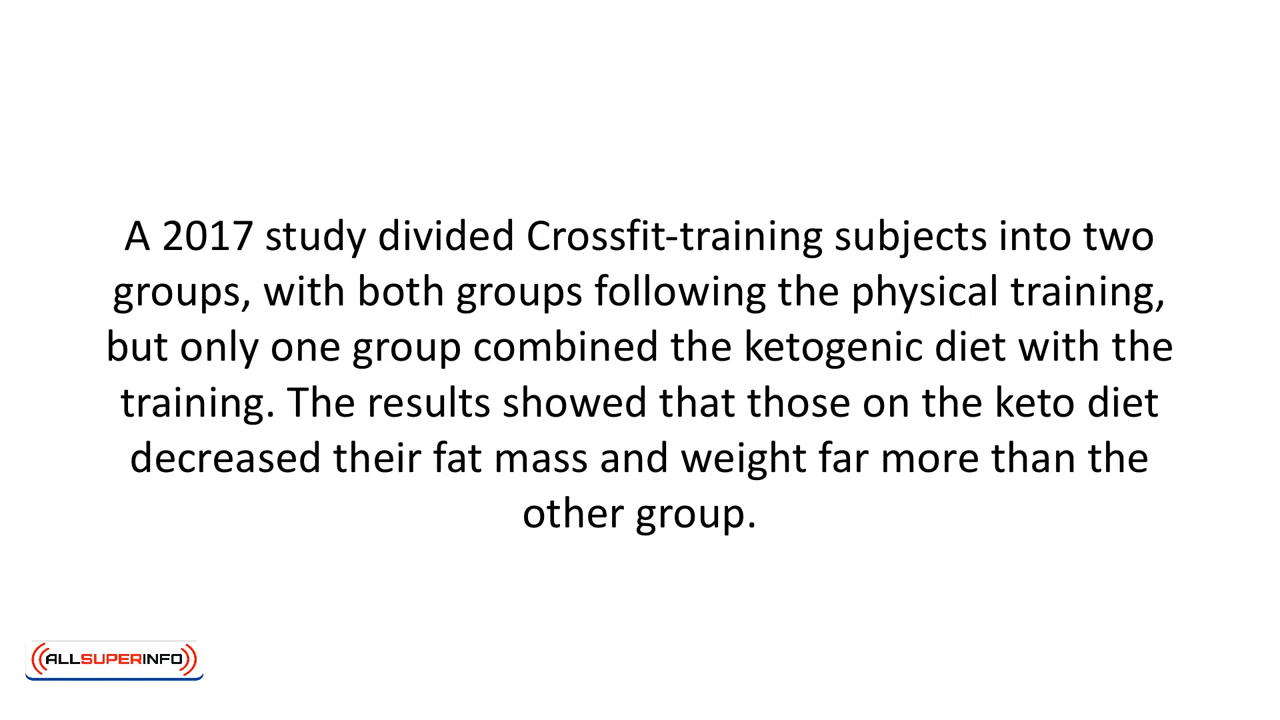 A 2017 study divided Crossfit-training subjects into two
groups, with both groups following the physical training,
but only one group combined the ketogenic diet with the
training. The results showed that those on the keto diet
decreased their fat mass and weight far more than the
other group.
ALLSUPERINFO